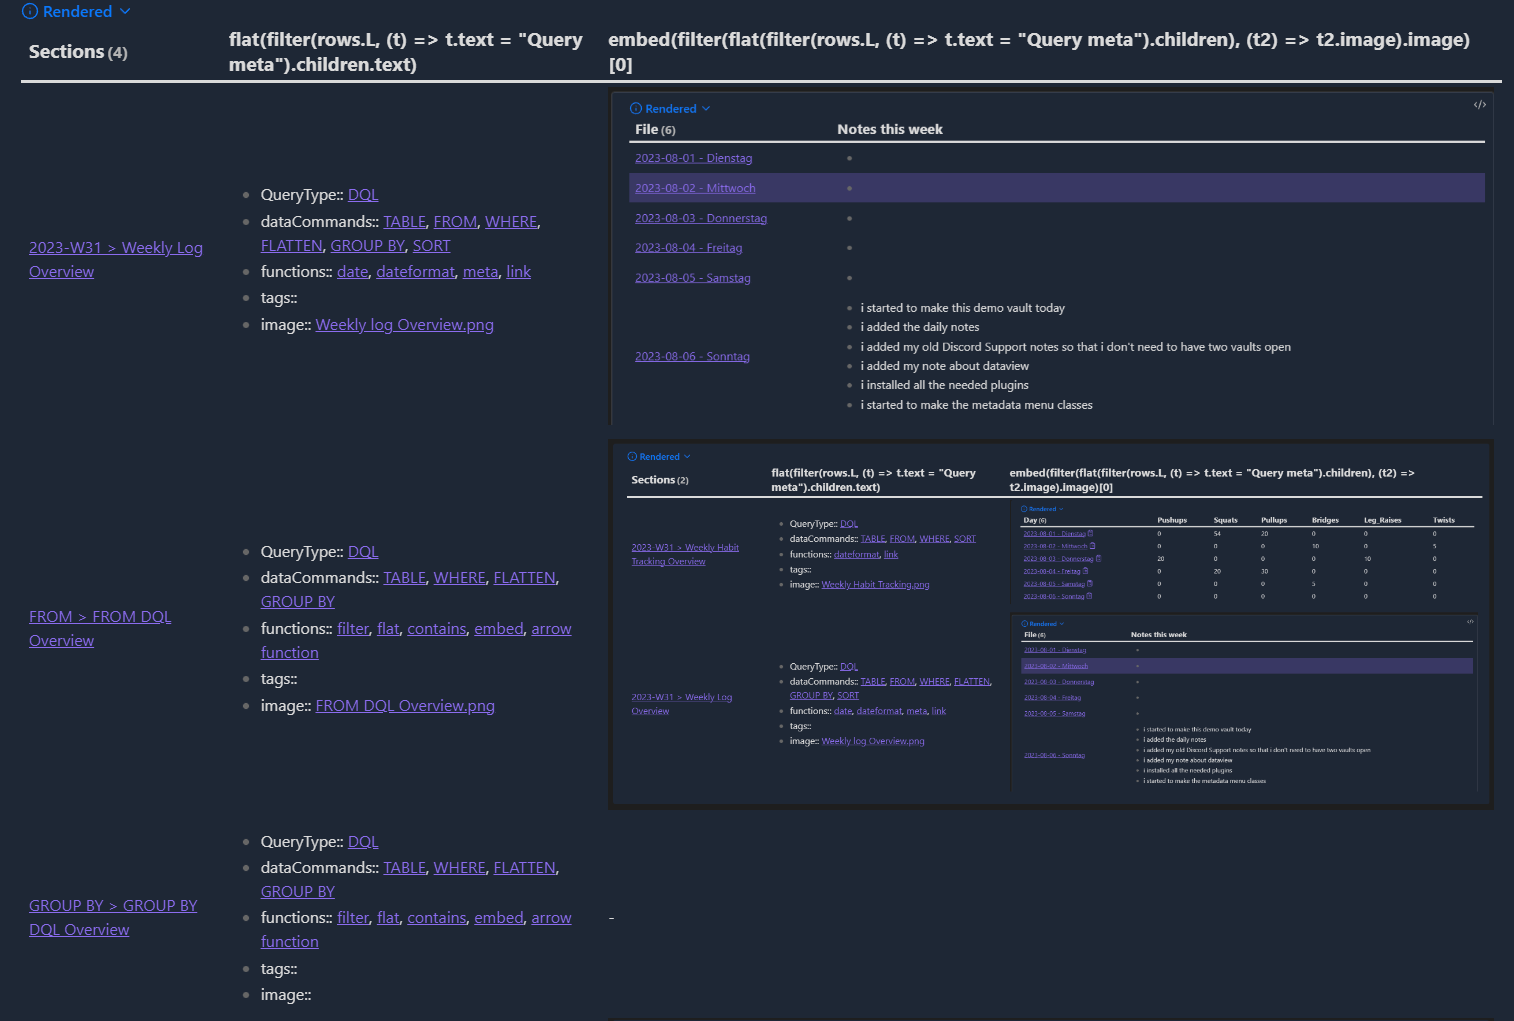 Rendered
Sections (4)
flat(filter(rows.L, (t) => t.text = "Query
meta").children.text)
embed(filter(flat(filter(rows.L, (t) => t.text = "Query meta").children), (t2) => t2.image).image)
[0]
2023-W31 > Weekly Log
Overview
QueryType:: DQL
dataCommands:: TABLE, FROM, WHERE,
FLATTEN, GROUP BY, SORT
functions:: date, dateformat, meta, link
tags::
image:: Weekly log Overview.png
Rendered
</>
File (6)
Notes this week
2023-08-01 - Dienstag
2023-08-02 - Mittwoch
2023-08-03 - Donnerstag
2023-08-04 - Freitag
2023-08-05 - Samstag
2023-08-06 - Sonntag
i started to make this demo vault today
i added the daily notes
i added my old Discord Support notes so that i don't need to have two vaults open
i added my note about dataview
i installed all the needed plugins
i started to make the metadata menu classes
FROM > FROM DQL
Overview
QueryType:: DQL
dataCommands:: TABLE, WHERE, FLATTEN,
GROUP BY
functions:: filter, flat, contains, embed, arrow
function
tags::
image:: FROM DQL Overview.png
Rendered
Sections (2)
flat(filter(rows.L, (t) => t.text = "Query
meta").children.text)
embed(filter(flat(filter(rows.L, (t) => t.text = "Query meta").children), (t2) =>
t2.image).image)[0]
2023-W31 > Weekly Habit
Tracking Overview
QueryType:: DQL
dataCommands:: TABLE, FROM, WHERE, SORT
functions:: dateformat, link
tags::
image:: Weekly Habit Tracking.png
Rendered
Day (6) Pushups Squats Pullups Bridges Leg_Raises Twists
2023-08-01 - Dienstag 0 54 20 0 0 0
2023-08-02 - Mittwoch 0 0 0 10 0 5
2023-08-03 - Donnerstag 20 0 0 0 10 0
2023-08-04 - Freitag 0 20 30 0 0 0
2023-08-05 - Samstag 0 0 0 5 0 0
2023-08-06 - Sonntag 0 0 0 0 0 0
2023-W31 > Weekly Log
Overview
QueryType:: DQL
dataCommands:: TABLE, FROM, WHERE, FLATTEN,
GROUP BY, SORT
functions:: date, dateformat, meta, link
tags::
image:: Weekly log Overview.png
Rendered
</>
File (6)
Notes this week
2023-08-01 - Dienstag
2023-08-02 - Mittwoch
2023-08-03 - Donnerstag
2023-08-04 - Freitag
2023-08-05 - Samstag
2023-08-06 - Sonntag
i started to make this demo vault today
i added the daily notes
i added my old Discord Support notes so that i don't need to have two vaults open
i added my note about dataview
i installed all the needed plugins
i started to make the metadata menu classes
GROUP BY > GROUP BY
DQL Overview
QueryType:: DQL
dataCommands:: TABLE, WHERE, FLATTEN,
GROUP BY
functions:: filter, flat, contains, embed, arrow
function
tags::
image::
-